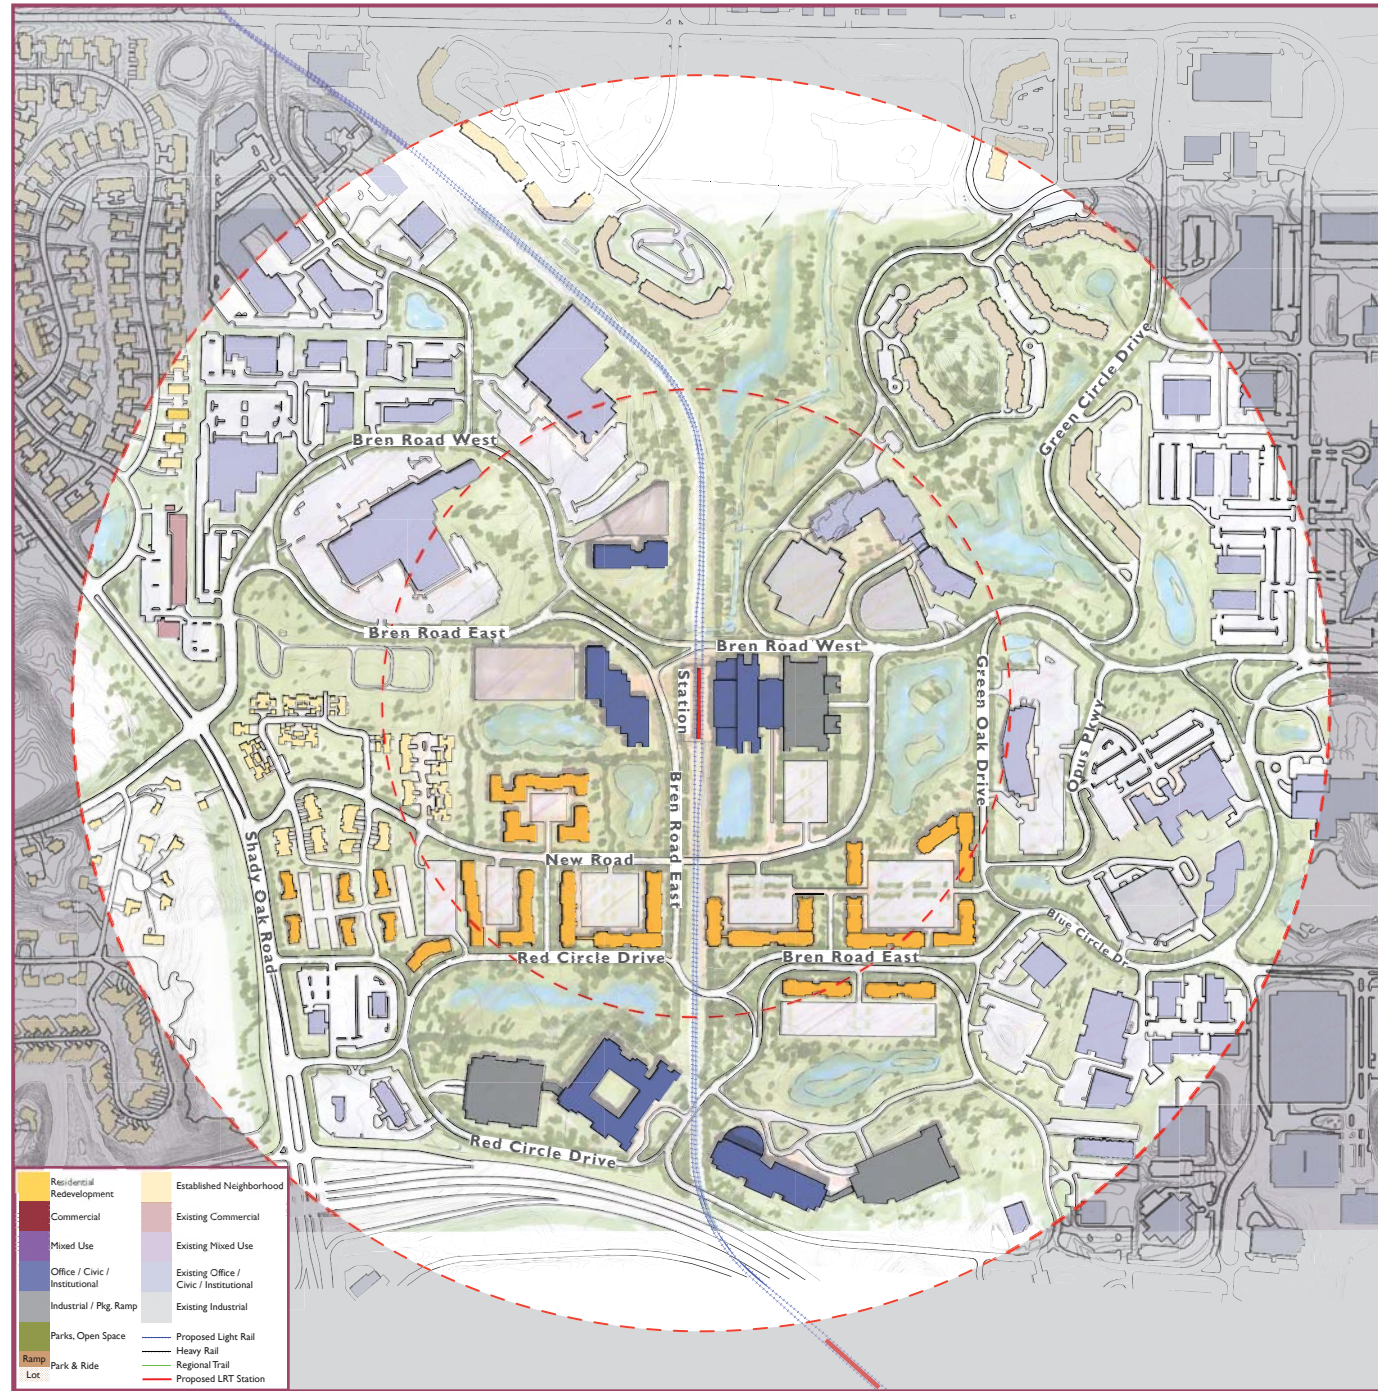 Green Circle Drive
Bren Road West
Bren Road East
Bren Road West
Station
Green Oak Drive
Opus Pkwy
Bren Road East
Shady Oak Road
New Road
Blue Circle Dr.
Red Circle Drive
Bren Road East
Red Circle Drive
Residential
Redevelopment
Established Neighborhood
Commercial
Existing Commercial
Mixed Use
Existing Mixed Use
Office / Civic /
Institutional
Existing Office /
Civic / Institutional
Industrial / Pkg. Ramp
Existing Industrial
Parks, Open Space
Proposed Light Rail
Heavy Rail
Ramp
Park & Ride
Regional Trail
Lot
Proposed LRT Station